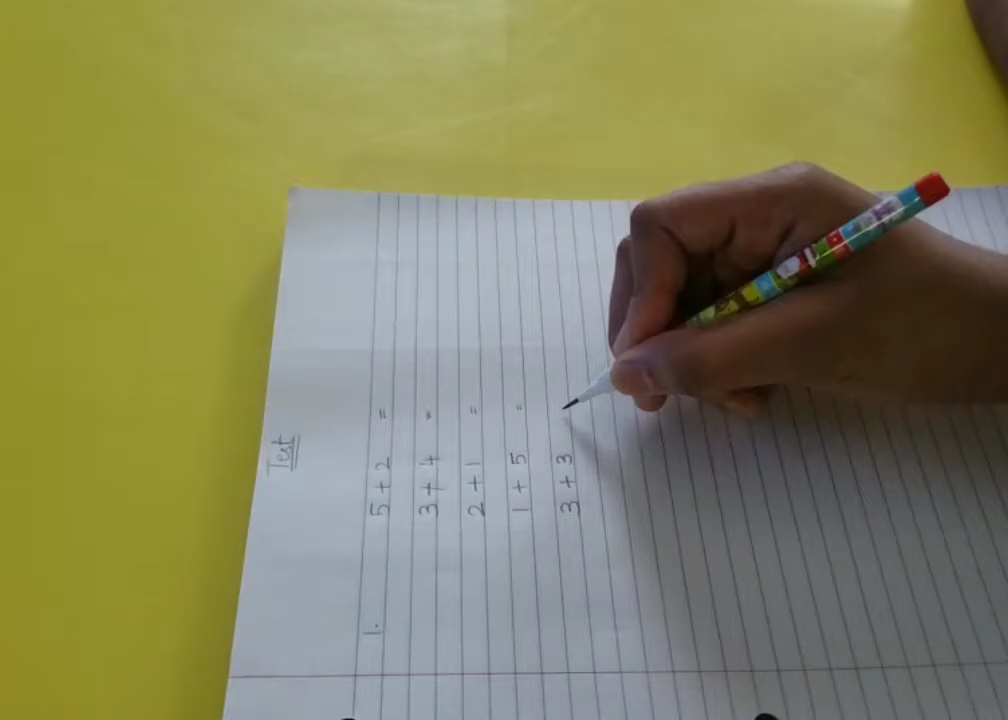 Test
1. 5 + 2 =
3 + 4 =
2 + 1 =
1 + 5 =
3 + 3